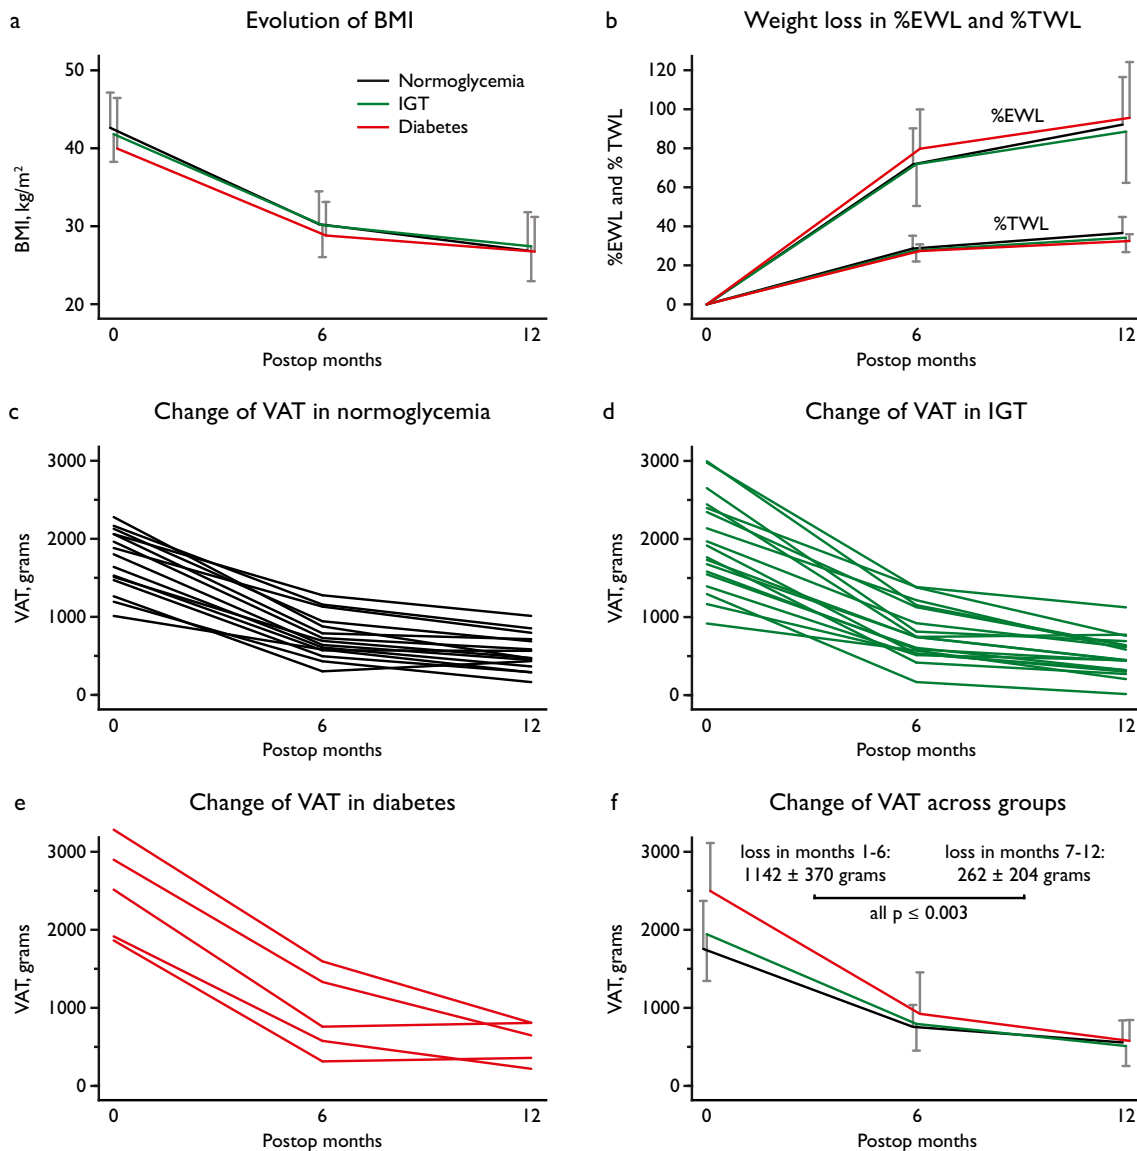 a
Evolution of BMI
50
40
30
20
BMI, kg/m²
Normoglycemia
IGT
Diabetes
0
6
12
Postop months
b
Weight loss in %EWL and %TWL
120
100
80
60
40
20
0
%EWL and % TWL
%EWL
%TWL
0
6
12
Postop months
c
Change of VAT in normoglycemia
3000
2000
1000
0
VAT, grams
0
6
12
Postop months
d
Change of VAT in IGT
3000
2000
1000
0
VAT, grams
0
6
12
Postop months
e
Change of VAT in diabetes
3000
2000
1000
0
VAT, grams
0
6
12
Postop months
f
Change of VAT across groups
3000
2000
1000
0
VAT, grams
loss in months 1-6:
1142 ± 370 grams
loss in months 7-12:
262 ± 204 grams
all p ≤ 0.003
0
6
12
Postop months